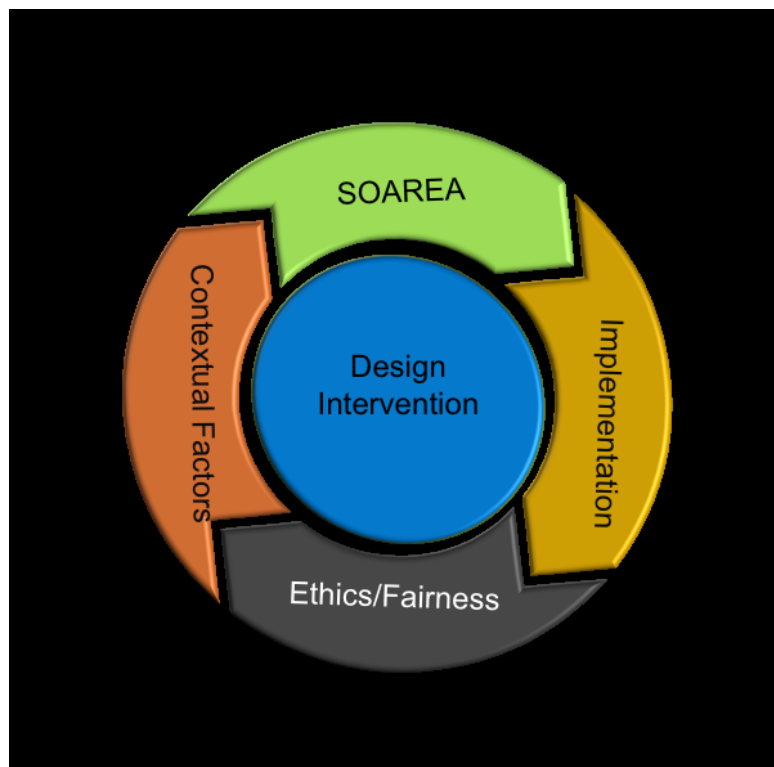 SOAREA
Contextual Factors
Design
Intervention
Implementation
Ethics/Fairness